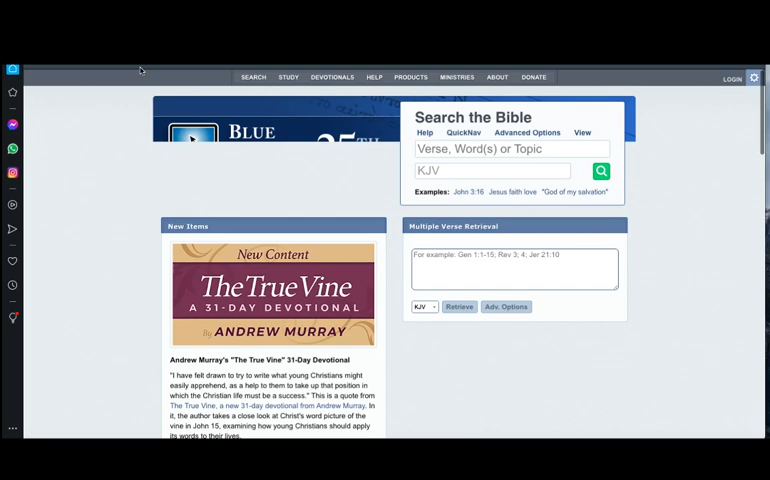 SEARCH STUDY DEVOTIONALS HELP PRODUCTS MINISTRIES ABOUT DONATE
LOGIN
BLUE
25TH
Search the Bible
Help QuickNav Advanced Options View
Verse, Word(s) or Topic
KJV
Examples: John 3:16 Jesus faith love "God of my salvation"
New Items
New Content
The True Vine
A 31-DAY DEVOTIONAL
By ANDREW MURRAY
Andrew Murray's "The True Vine" 31-Day Devotional
"I have felt drawn to try to write what young Christians might
easily apprehend, as a help to them to take up that position in
which the Christian life must be a success." This is a quote from
The True Vine, a new 31-day devotional from Andrew Murray. In
it, the author takes a close look at Christ's word picture of the
vine in John 15, examining how young Christians should apply
its words to their lives.
Multiple Verse Retrieval
For example: Gen 1:1-15; Rev 3; 4; Jer 21:10
KJV Retrieve Adv. Options